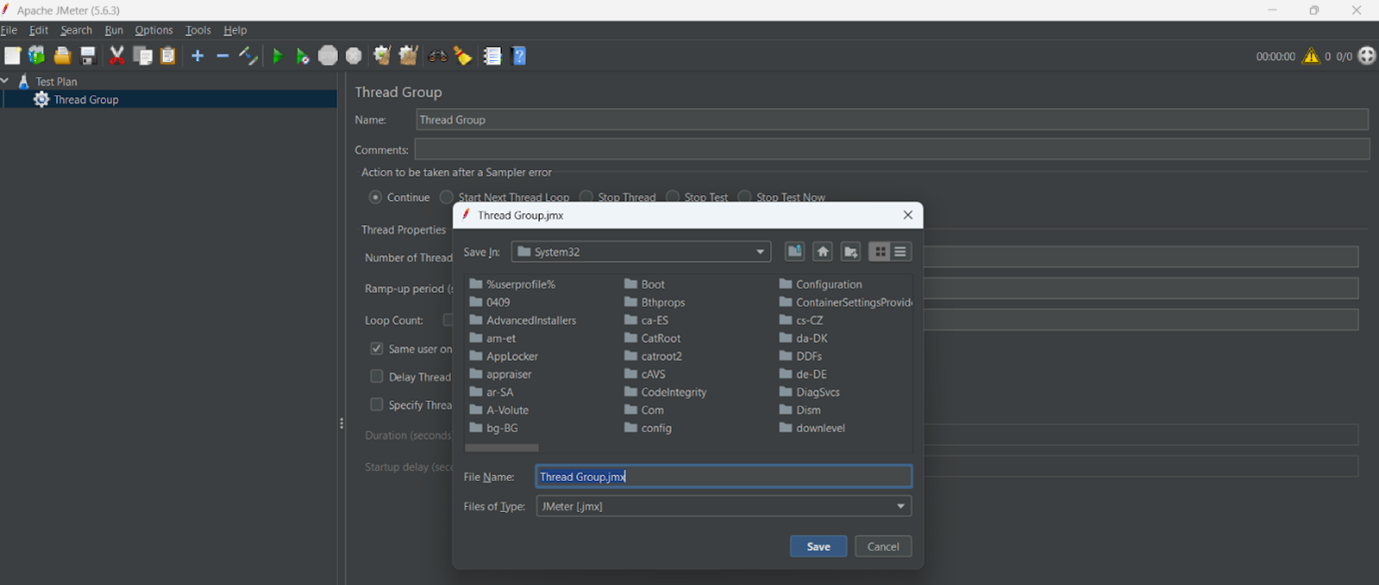 Apache JMeter (5.6.3)
File Edit Search Run Options Tools Help
00:00:00 0 0/0
Test Plan
Thread Group
Thread Group
Name: Thread Group
Comments:
Action to be taken after a Sampler error
Continue Start Next Thread Loop Stop Thread Stop Test Stop Test Now
Thread Properties
Number of Thread
Ramp-up period (s
Loop Count:
Same user on
Delay Thread
Specify Threa
Duration (seconds
Startup delay (sec
Thread Group.jmx
Save In: System32
%userprofile% Boot Configuration
0409 Bthprops ContainerSettingsProvid
AdvancedInstallers ca-ES cs-CZ
am-et CatRoot da-DK
AppLocker catroot2 DDFs
appraiser cAVS de-DE
ar-SA CodeIntegrity DiagSvcs
A-Volute Com Dism
bg-BG config downlevel
File Name: Thread Group.jmx
Files of Type: JMeter [.jmx]
Save Cancel